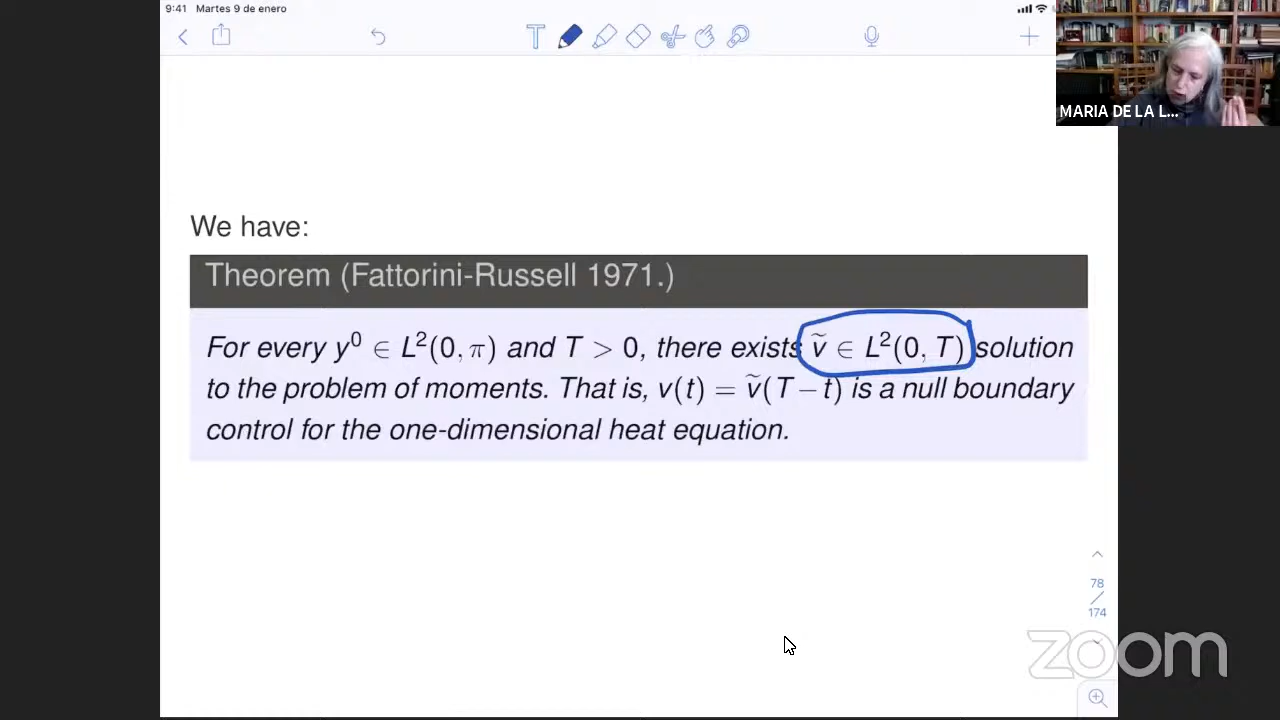 9:41 Martes 9 de enero
MARIA DE LA L...
We have:
Theorem (Fattorini-Russell 1971.)
For every y⁰ ∈ L²(0, π) and T > 0, there exists ṽ ∈ L²(0, T) solution
to the problem of moments. That is, v(t) = ṽ(T − t) is a null boundary
control for the one-dimensional heat equation.
78
174
zoom